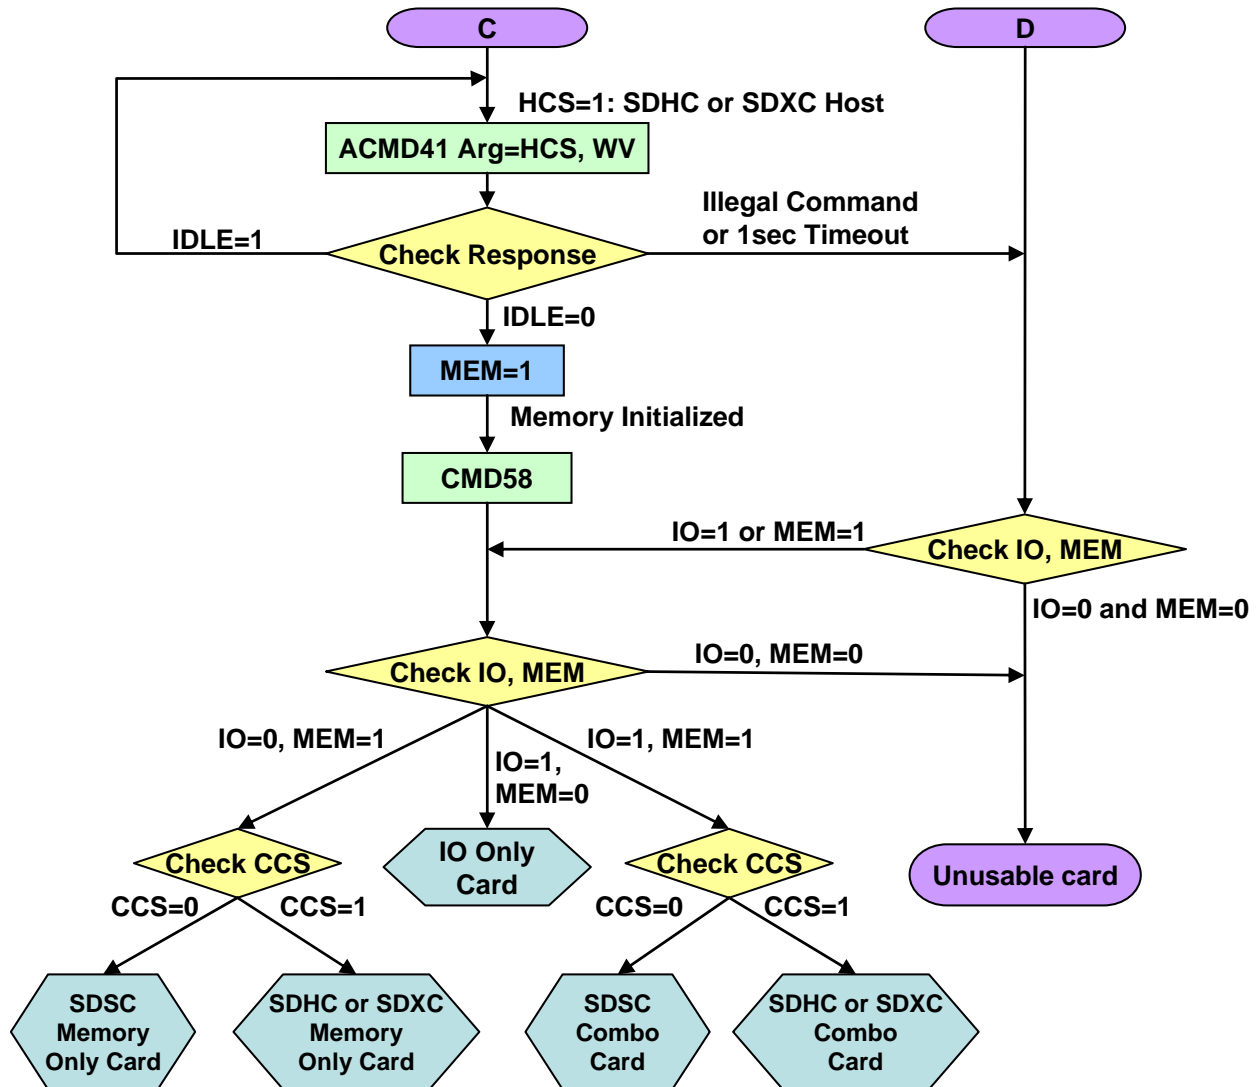 C
D
HCS=1: SDHC or SDXC Host
ACMD41 Arg=HCS, WV
Illegal Command
or 1sec Timeout
IDLE=1
Check Response
IDLE=0
MEM=1
Memory Initialized
CMD58
IO=1 or MEM=1
Check IO, MEM
IO=0 and MEM=0
Check IO, MEM
IO=0, MEM=0
IO=0, MEM=1
IO=1,
MEM=0
IO=1, MEM=1
Check CCS
IO Only
Card
Check CCS
Unusable card
CCS=0
CCS=1
CCS=0
CCS=1
SDSC
Memory
Only Card
SDHC or SDXC
Memory
Only Card
SDSC
Combo
Card
SDHC or SDXC
Combo
Card